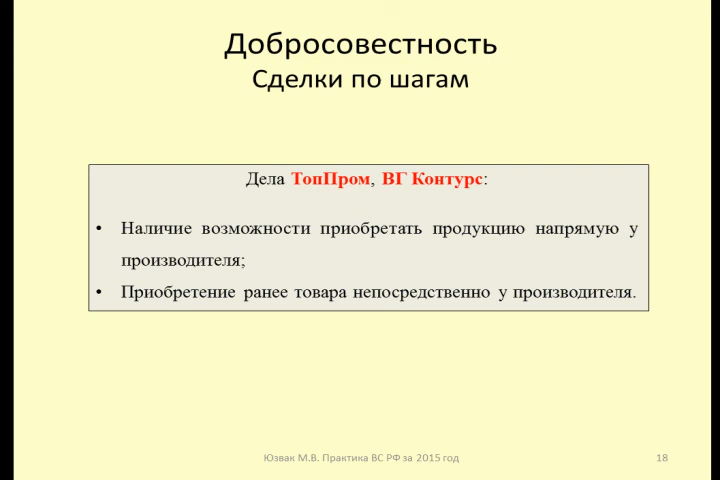 Добросовестность
Сделки по шагам
Дела ТопПром, ВГ Контурс:
• Наличие возможности приобретать продукцию напрямую у
производителя;
• Приобретение ранее товара непосредственно у производителя.
Юзвак М.В. Практика ВС РФ за 2015 год
18